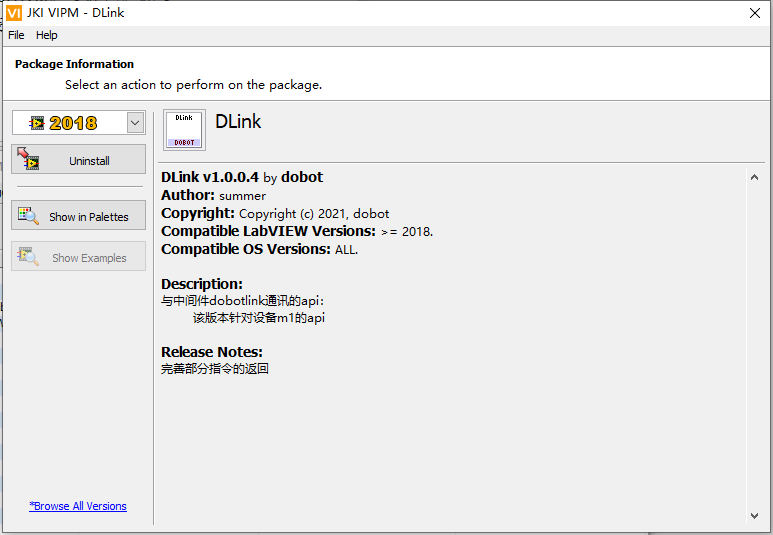 JKI VIPM - DLink
File Help
Package Information
Select an action to perform on the package.
2018
DLink
DOBOT
DLink
Uninstall
Show in Palettes
Show Examples
DLink v1.0.0.4 by dobot
Author: summer
Copyright: Copyright (c) 2021, dobot
Compatible LabVIEW Versions: >= 2018.
Compatible OS Versions: ALL.
Description:
与中间件dobotlink通讯的api：
该版本针对设备m1的api
Release Notes:
完善部分指令的返回
*Browse All Versions